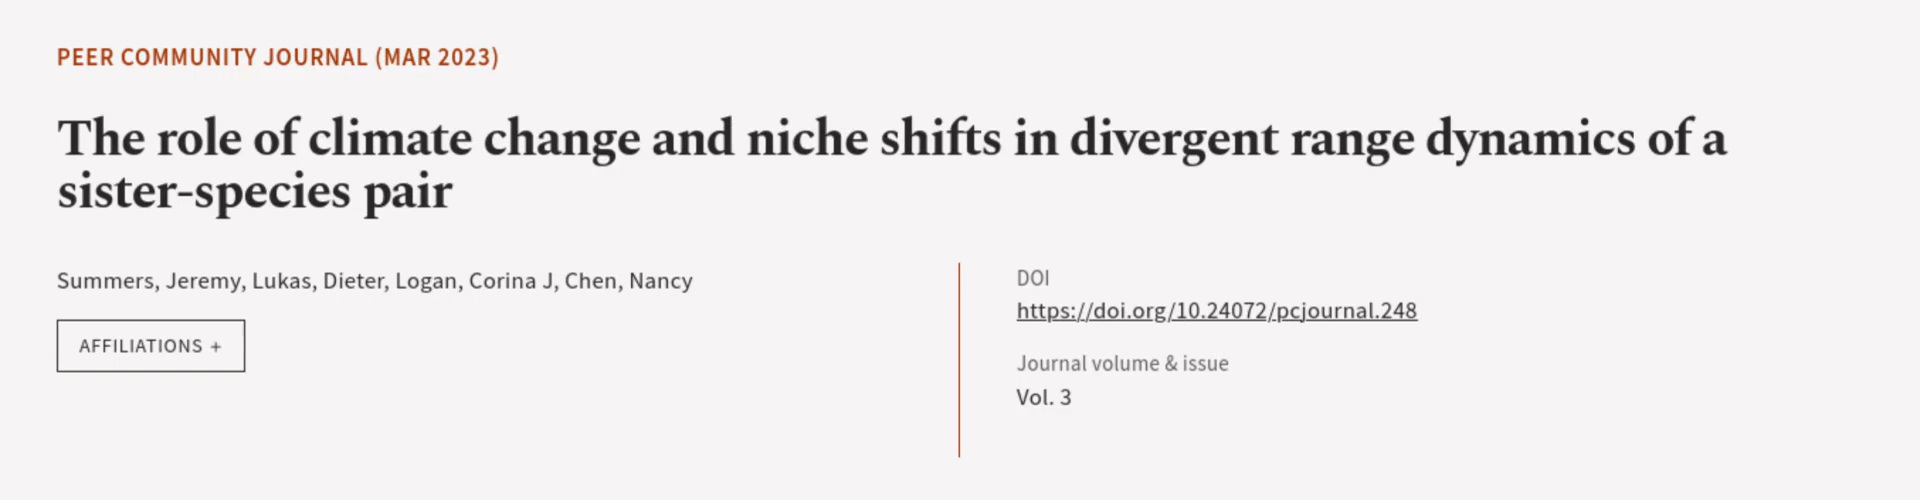 PEER COMMUNITY JOURNAL (MAR 2023)
The role of climate change and niche shifts in divergent range dynamics of a
sister-species pair
Summers, Jeremy, Lukas, Dieter, Logan, Corina J, Chen, Nancy
AFFILIATIONS +
DOI
https://doi.org/10.24072/pcjournal.248
Journal volume & issue
Vol. 3